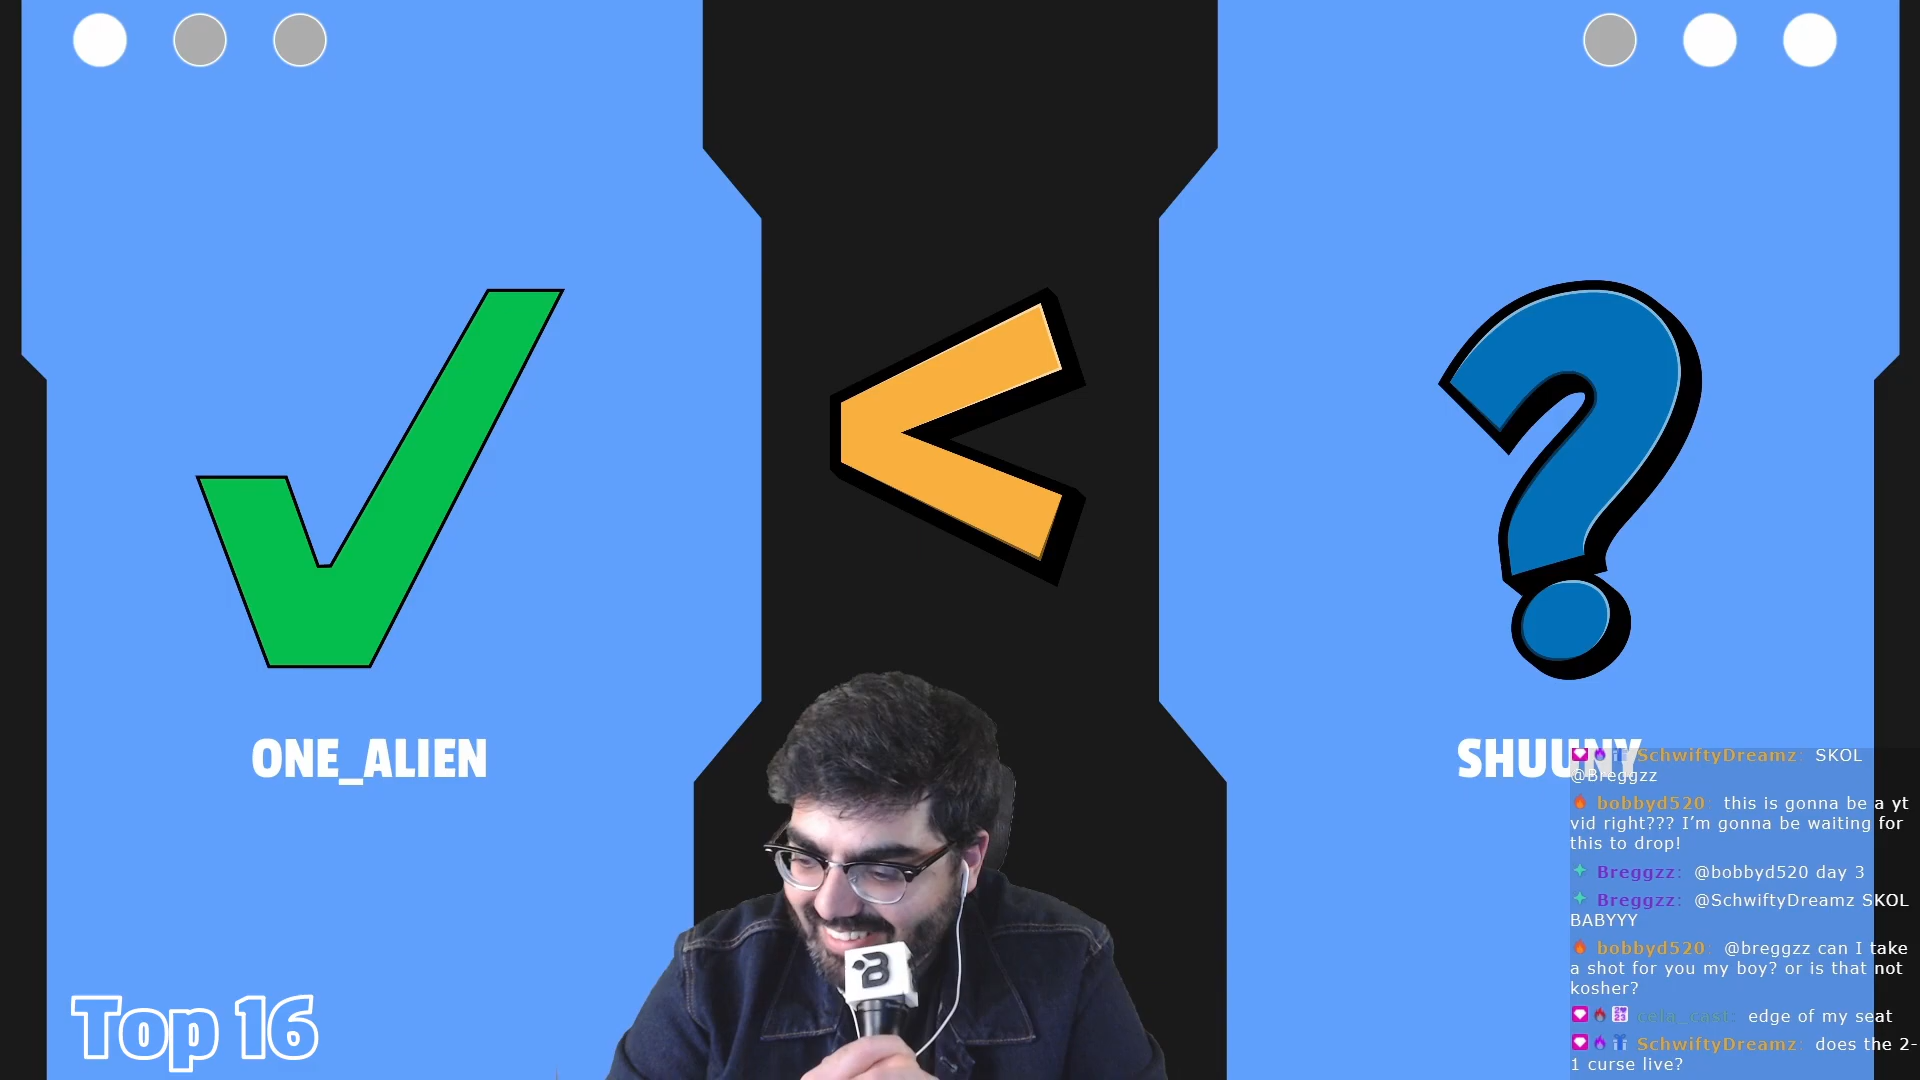 ONE_ALIEN
SHUUNY
SchwiftyDreamz: SKOL
@Breggzz
bobbyd520: this is gonna be a yt
vid right??? I'm gonna be waiting for
this to drop!
Breggzz: @bobbyd520 day 3
Breggzz: @SchwiftyDreamz SKOL
BABYYY
bobbyd520: @breggzz can I take
a shot for you my boy? or is that not
kosher?
cela_cast: edge of my seat
SchwiftyDreamz: does the 2-
1 curse live?
Top 16
B